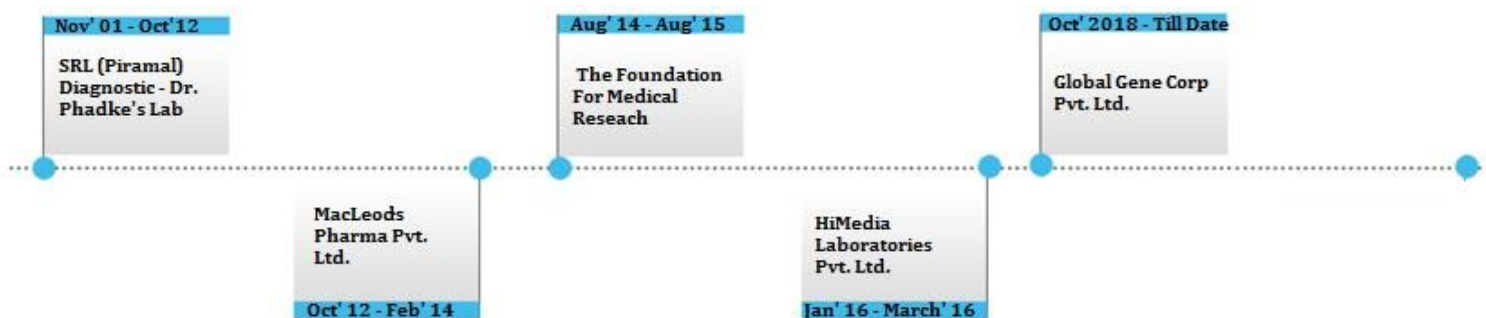 Nov' 01 - Oct'12
SRL (Piramal)
Diagnostic - Dr.
Phadke's Lab
MacLeods
Pharma Pvt.
Ltd.
Oct' 12 - Feb' 14
Aug' 14 - Aug' 15
The Foundation
For Medical
Reseach
HiMedia
Laboratories
Pvt. Ltd.
Jan' 16 - March' 16
Oct' 2018 - Till Date
Global Gene Corp
Pvt. Ltd.